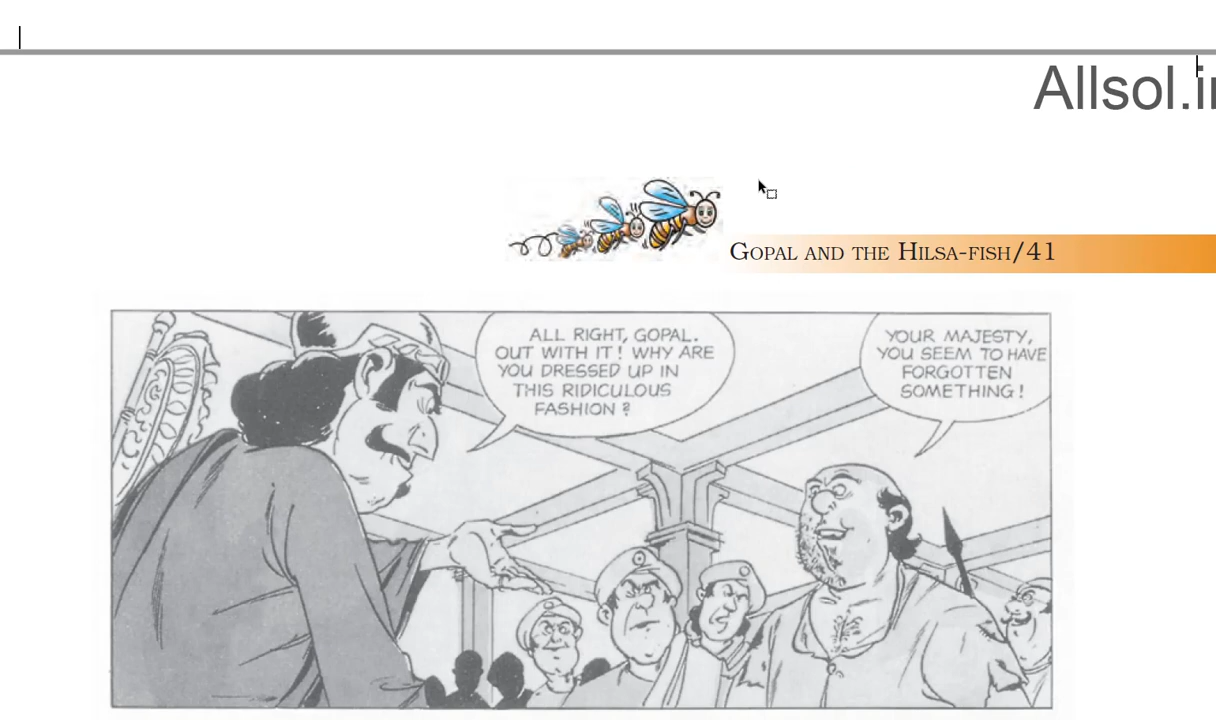 Allsol.i
GOPAL AND THE HILSA-FISH/41
ALL RIGHT, GOPAL.
OUT WITH IT! WHY ARE
YOU DRESSED UP IN
THIS RIDICULOUS
FASHION?
YOUR MAJESTY,
YOU SEEM TO HAVE
FORGOTTEN
SOMETHING!